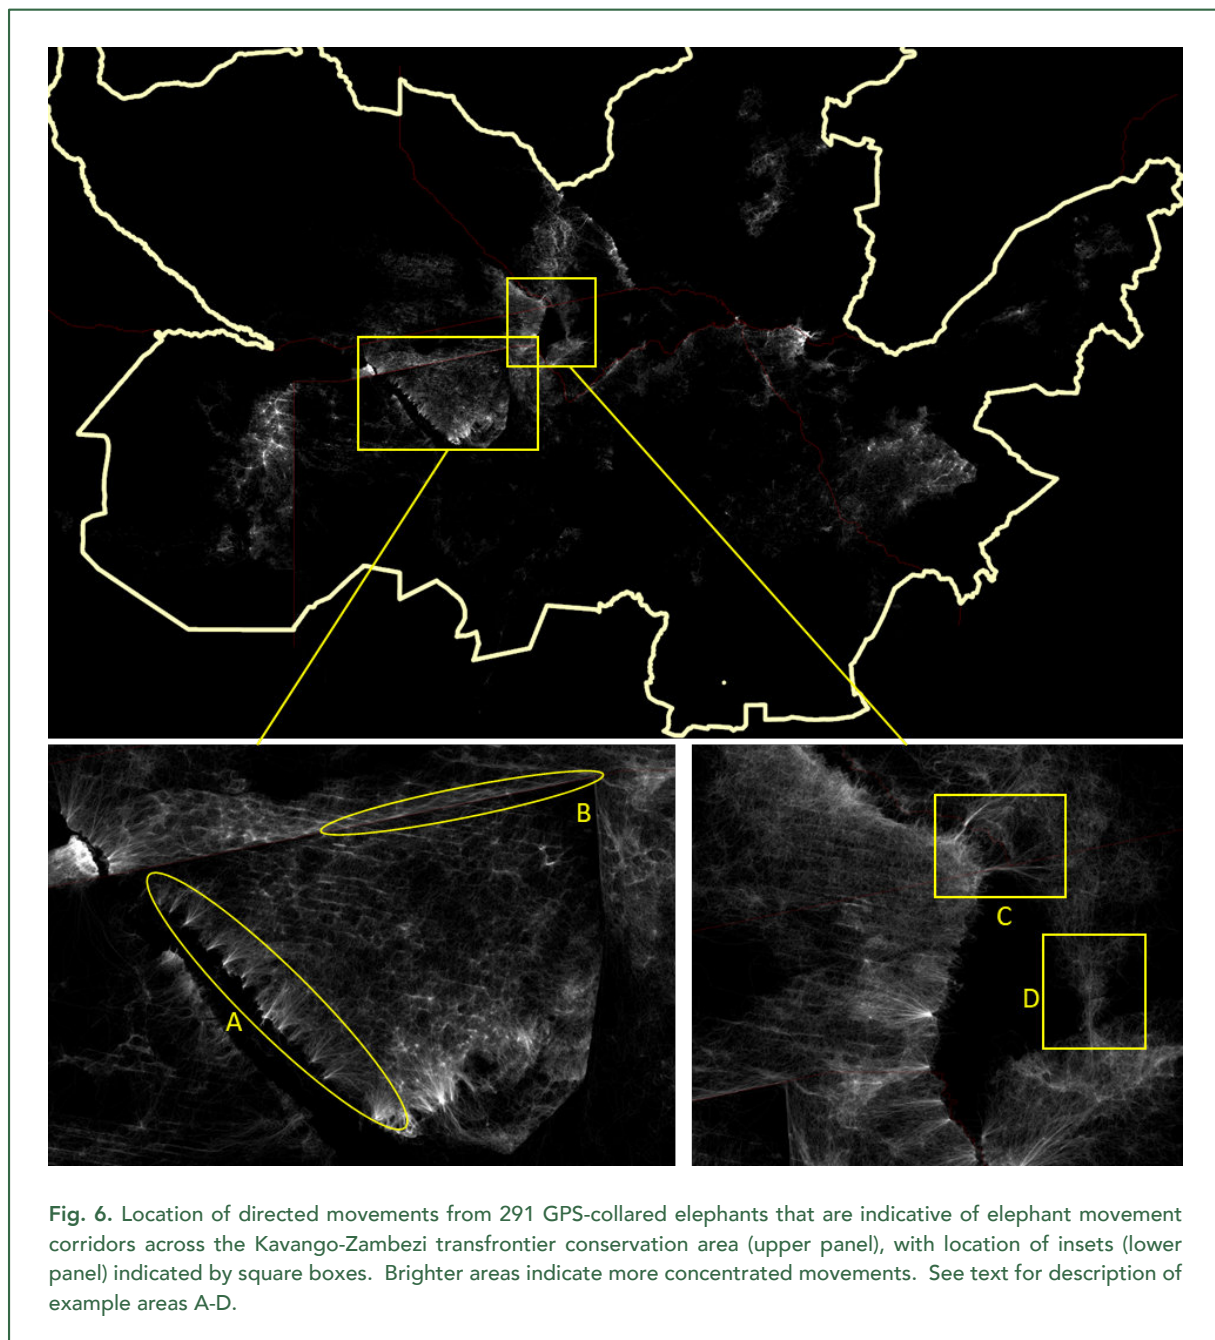 B
A
C
D
Fig. 6. Location of directed movements from 291 GPS-collared elephants that are indicative of elephant movement
corridors across the Kavango-Zambezi transfrontier conservation area (upper panel), with location of insets (lower
panel) indicated by square boxes. Brighter areas indicate more concentrated movements. See text for description of
example areas A-D.